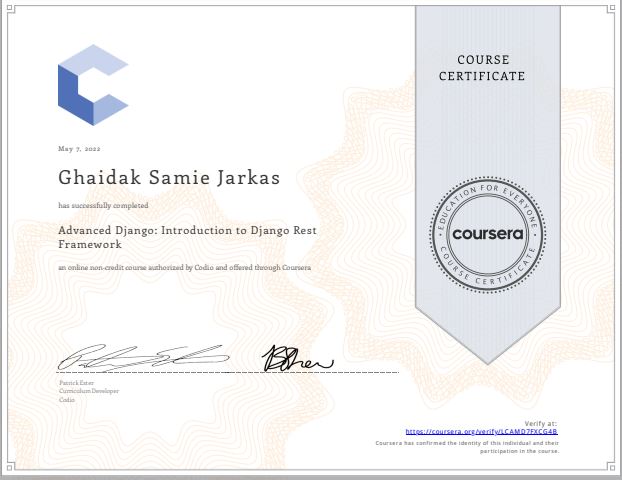 COURSE
CERTIFICATE
May 7, 2022
Ghaidak Samie Jarkas
has successfully completed
Advanced Django: Introduction to Django Rest
Framework
an online non-credit course authorized by Codio and offered through Coursera
EDUCATION FOR EVERYONE
coursera
COURSE CERTIFICATE
Patrick Ester
Curriculum Developer
Codio
Verify at:
https://coursera.org/verify/LCAMD7FXCG4B
Coursera has confirmed the identity of this individual and their
participation in the course.